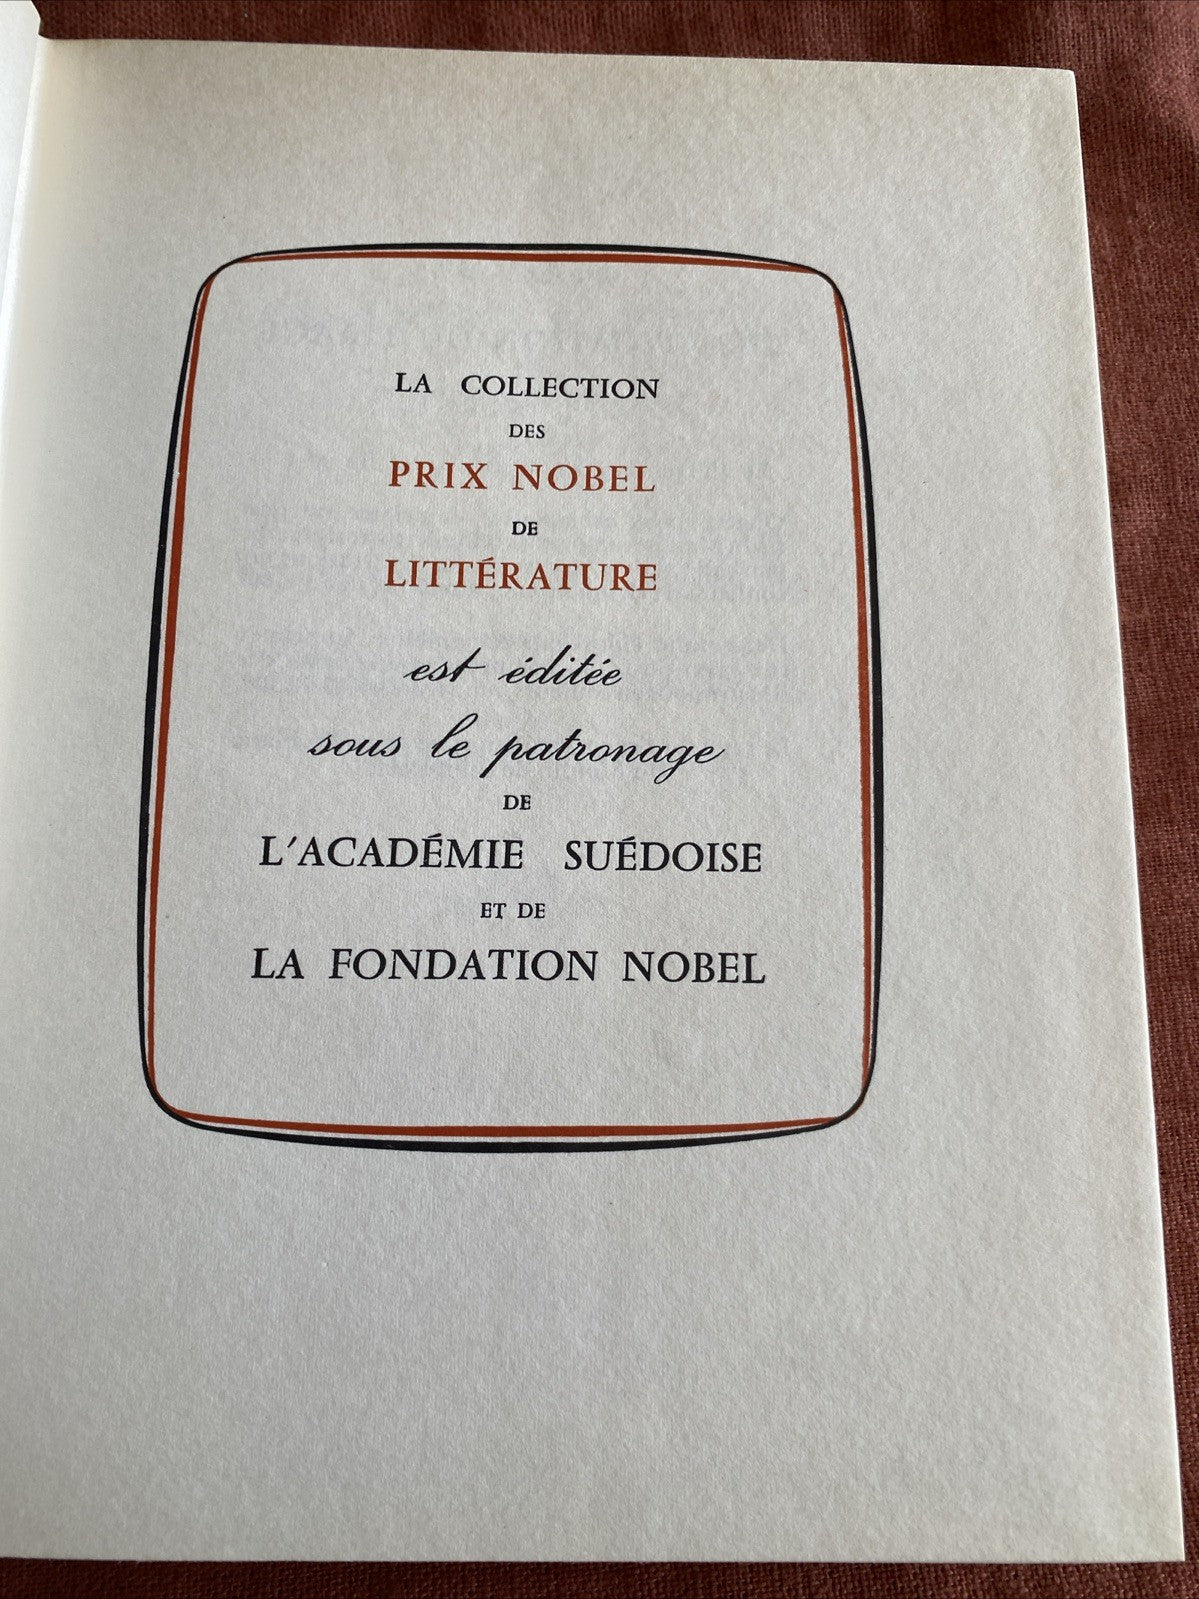 LA COLLECTION
DES
PRIX NOBEL
DE
LITTÉRATURE
est éditée
sous le patronage
DE
L'ACADÉMIE SUÉDOISE
ET DE
LA FONDATION NOBEL